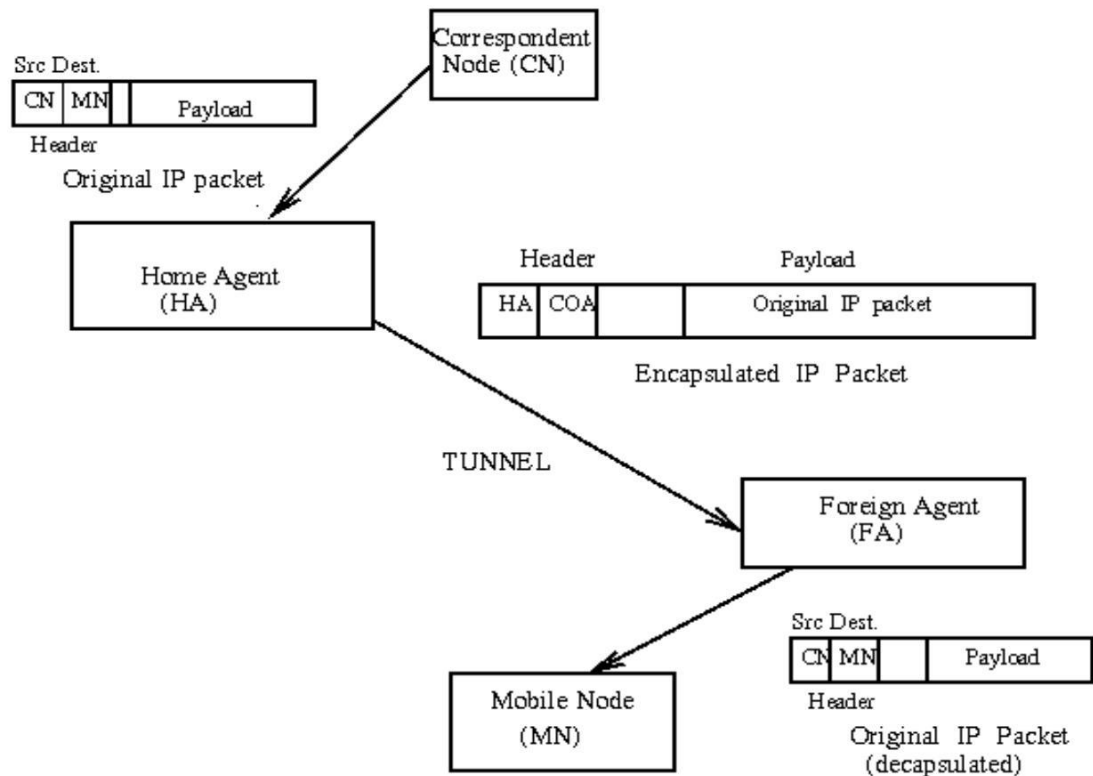 Correspondent
Node (CN)
Src Dest.
CN MN Payload
Header
Original IP packet
Home Agent
(HA)
Header Payload
HA COA Original IP packet
Encapsulated IP Packet
TUNNEL
Foreign Agent
(FA)
Src Dest.
CN MN Payload
Header
Mobile Node
(MN)
Original IP Packet
(decapsulated)